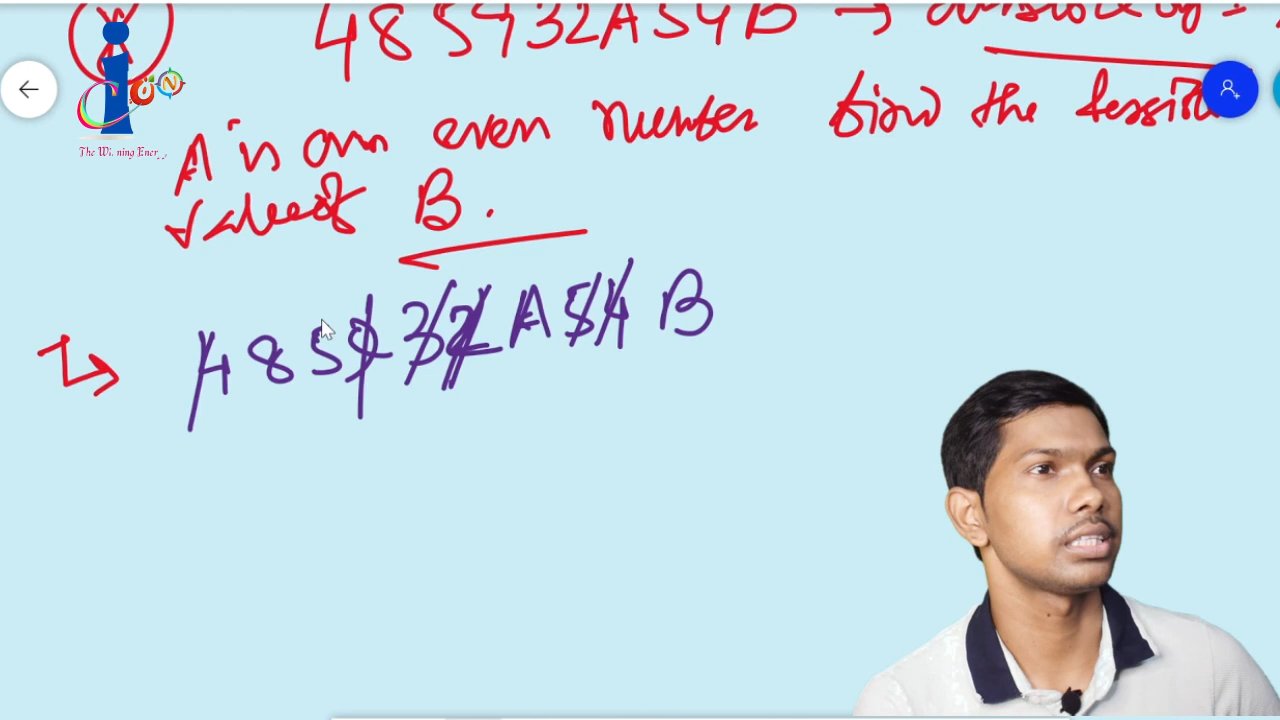 485932A54B →
A is an even number find the
value of B.
485932A54B
The Wi. ning Ener